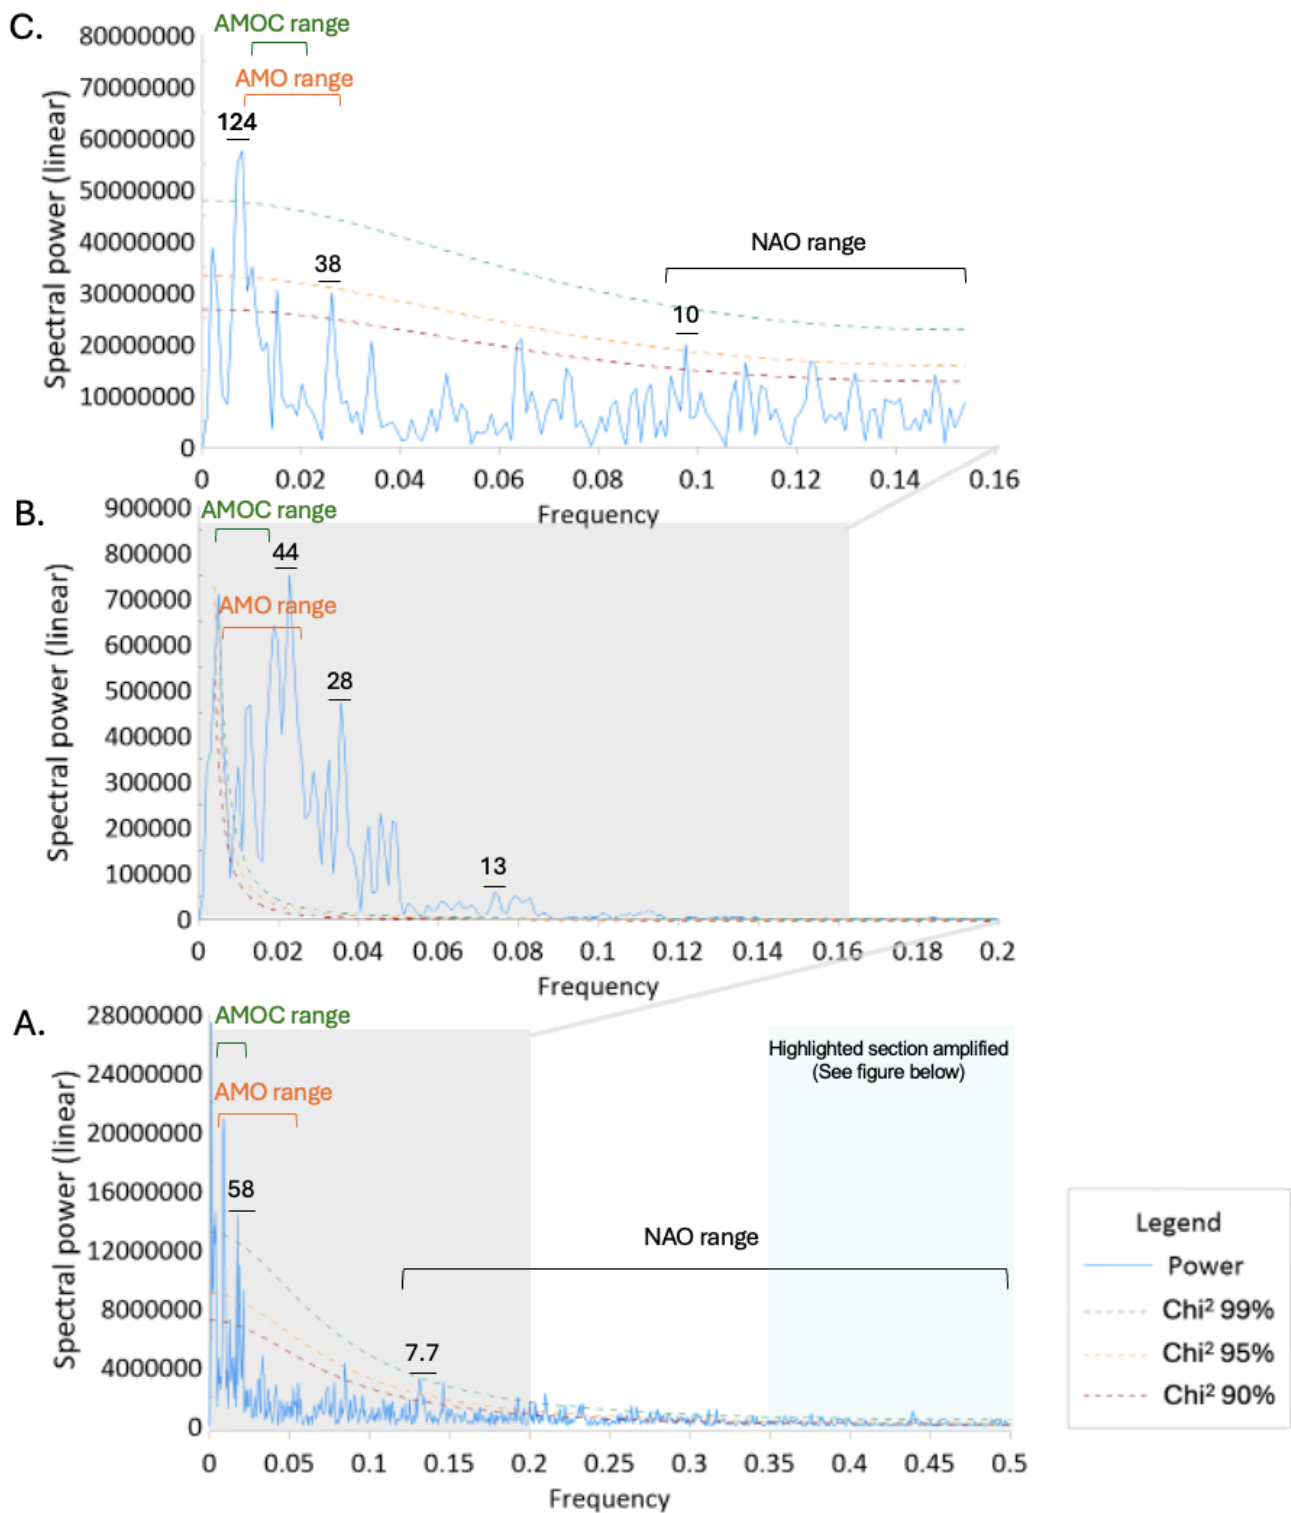 C.
AMOC range
AMO range
124
38
10
NAO range
Spectral power (linear)
80000000
70000000
60000000
50000000
40000000
30000000
20000000
10000000
0
0 0.02 0.04 0.06 0.08 0.1 0.12 0.14 0.16
Frequency
B.
AMOC range
44
AMO range
28
13
Spectral power (linear)
900000
800000
700000
600000
500000
400000
300000
200000
100000
0
0 0.02 0.04 0.06 0.08 0.1 0.12 0.14 0.16 0.18 0.2
Frequency
A.
AMOC range
AMO range
58
7.7
NAO range
Highlighted section amplified
(See figure below)
Spectral power (linear)
28000000
24000000
20000000
16000000
12000000
8000000
4000000
0
0 0.05 0.1 0.15 0.2 0.25 0.3 0.35 0.4 0.45 0.5
Frequency
Legend
Power
Chi² 99%
Chi² 95%
Chi² 90%